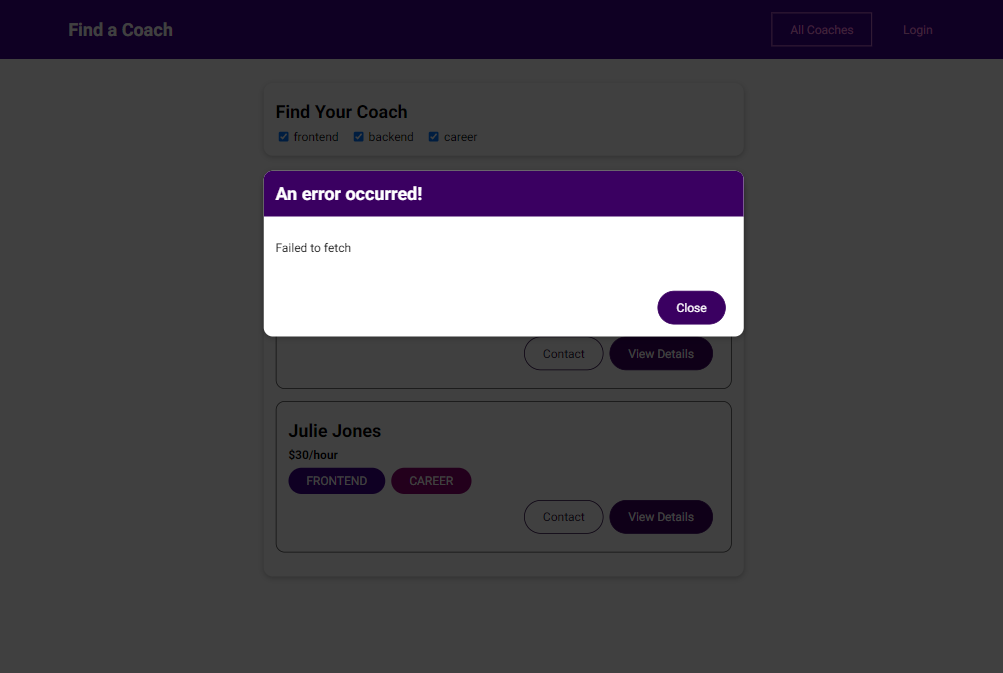 Find a Coach
All Coaches
Login
Find Your Coach
frontend backend career
An error occurred!
Failed to fetch
Close
Contact View Details
Julie Jones
$30/hour
FRONTEND CAREER
Contact View Details